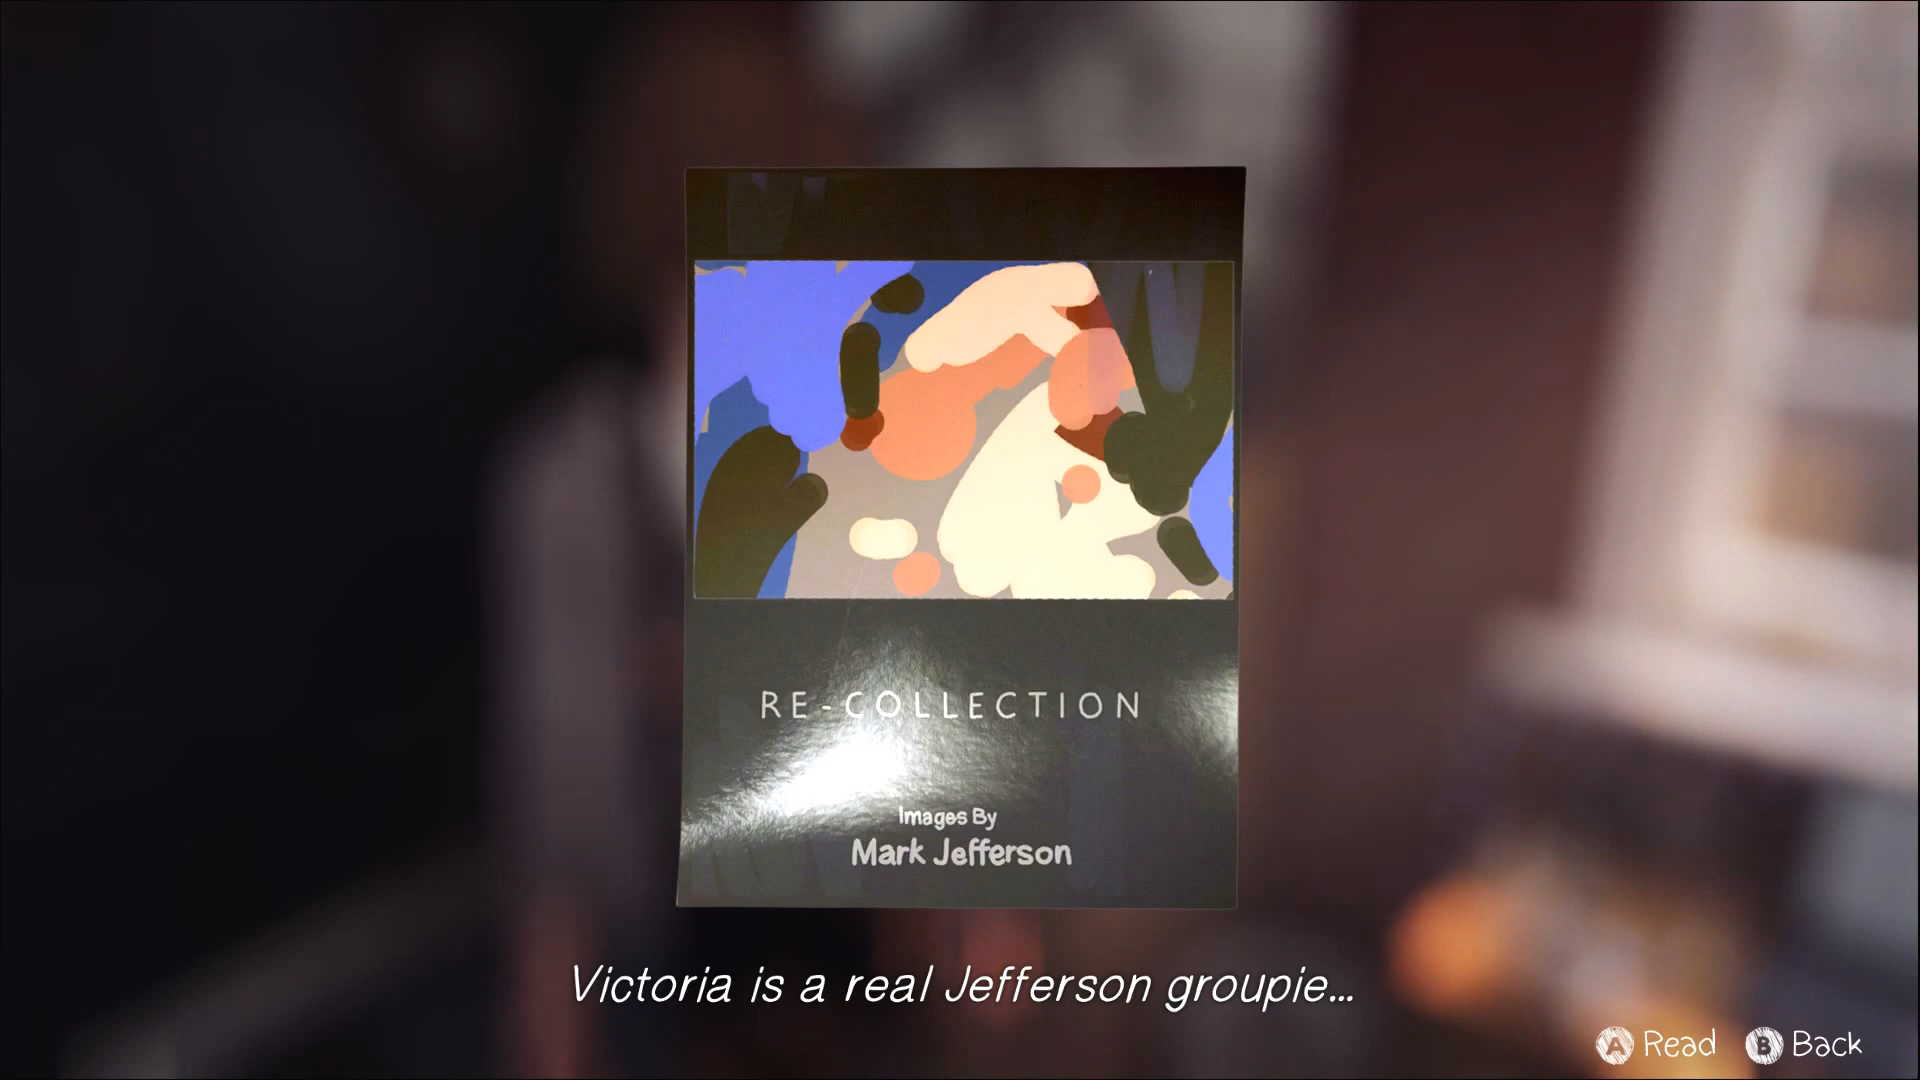 RE-COLLECTION
Images By
Mark Jefferson
Victoria is a real Jefferson groupie...
A Read B Back